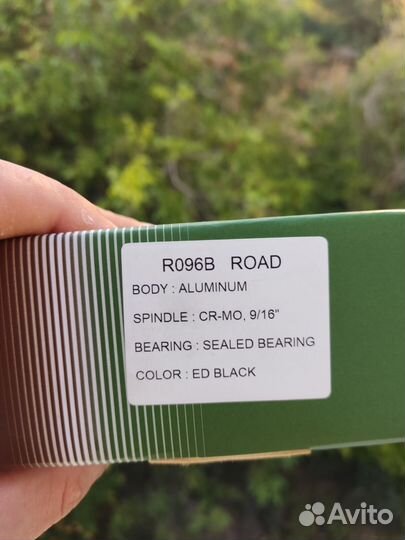 R096B ROAD
BODY : ALUMINUM
SPINDLE : CR-MO, 9/16"
BEARING : SEALED BEARING
COLOR : ED BLACK
Avito